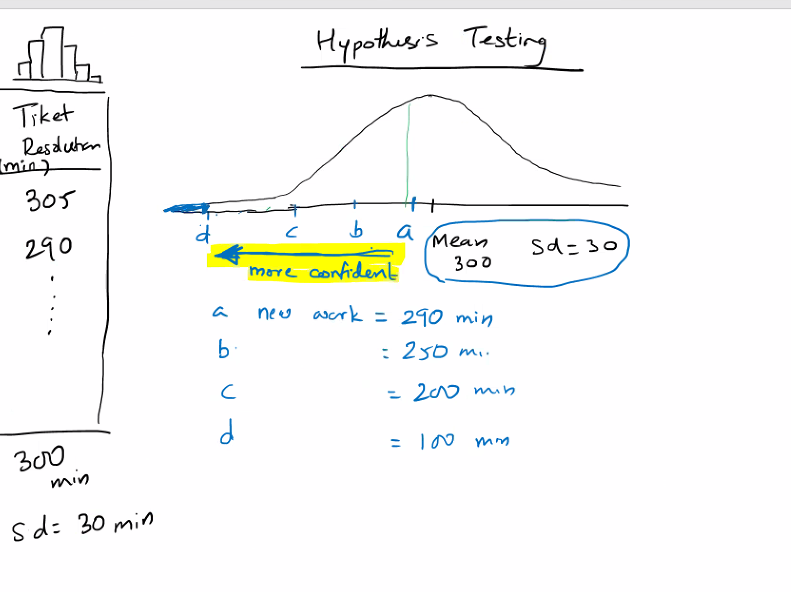 Hypothesis Testing
Tiket
Resolution
(min)
305
290
300
min
sd= 30 min
d c b a
Mean
300
Sd = 30
more confident
a new work = 290 min
b = 250 mi..
c = 200 min
d = 100 min